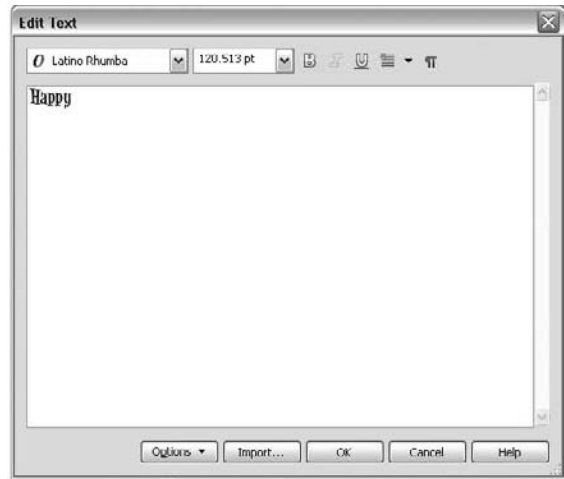 Edit Text
O Latino Rhumba 120.513 pt B I U ¶
Happy
Options Import... OK Cancel Help